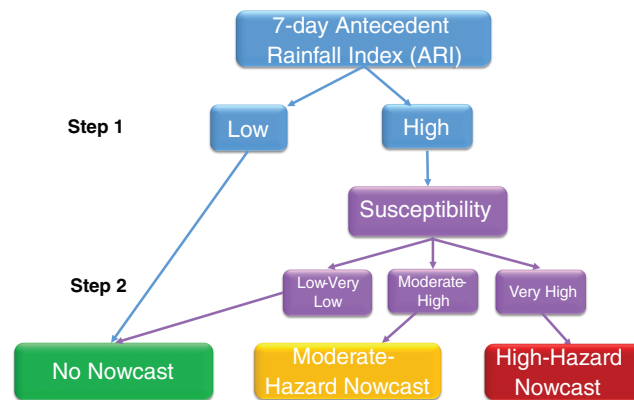 7-day Antecedent
Rainfall Index (ARI)
Step 1
Low
High
Susceptibility
Step 2
Low-Very
Low
Moderate-
High
Very High
No Nowcast
Moderate-
Hazard Nowcast
High-Hazard
Nowcast